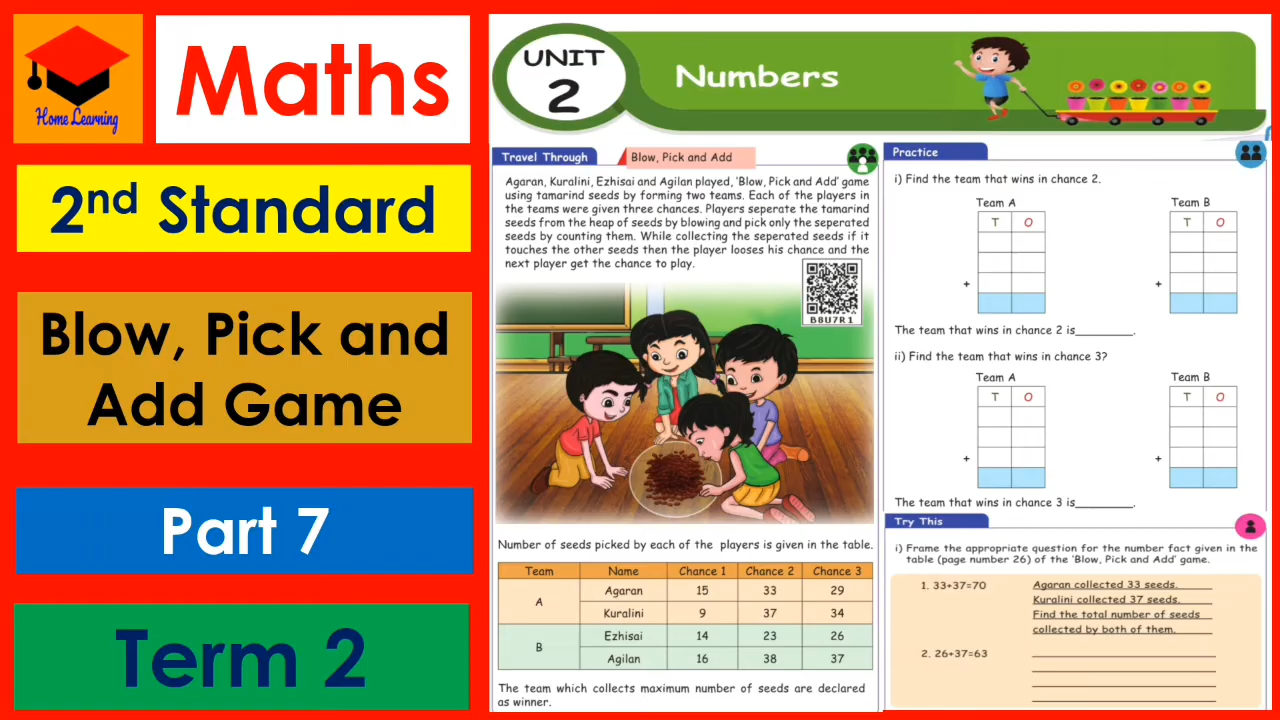 Home Learning
Maths
2nd Standard
Blow, Pick and
Add Game
Part 7
Term 2
UNIT
2
Numbers
Travel Through
Blow, Pick and Add
Agaran, Kuralini, Ezhisai and Agilan played, 'Blow, Pick and Add' game
using tamarind seeds by forming two teams. Each of the players in
the teams were given three chances. Players seperate the tamarind
seeds from the heap of seeds by blowing and pick only the seperated
seeds by counting them. While collecting the seperated seeds if it
touches the other seeds then the player looses his chance and the
next player get the chance to play.
B8U7R1
Number of seeds picked by each of the players is given in the table.
Team Name Chance 1 Chance 2 Chance 3
A Agaran 15 33 29
Kuralini 9 37 34
B Ezhisai 14 23 26
Agilan 16 38 37
The team which collects maximum number of seeds are declared
as winner.
Practice
i) Find the team that wins in chance 2.
Team A Team B
T O T O
+ +
The team that wins in chance 2 is_________.
ii) Find the team that wins in chance 3?
Team A Team B
T O T O
+ +
The team that wins in chance 3 is_________.
Try This
i) Frame the appropriate question for the number fact given in the
table (page number 26) of the 'Blow, Pick and Add' game.
1. 33+37=70 Agaran collected 33 seeds.
Kuralini collected 37 seeds.
Find the total number of seeds
collected by both of them.
2. 26+37=63